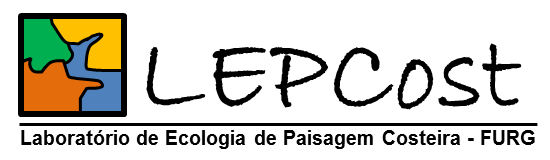 LEPCost
Laboratório de Ecologia de Paisagem Costeira - FURG